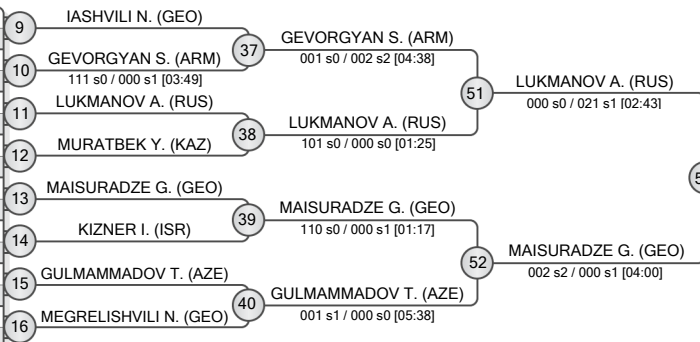 9
IASHVILI N. (GEO)
10
GEVORGYAN S. (ARM)
111 s0 / 000 s1 [03:49]
37
GEVORGYAN S. (ARM)
001 s0 / 002 s2 [04:38]
11
LUKMANOV A. (RUS)
12
MURATBEK Y. (KAZ)
38
LUKMANOV A. (RUS)
101 s0 / 000 s0 [01:25]
51
LUKMANOV A. (RUS)
000 s0 / 021 s1 [02:43]
13
MAISURADZE G. (GEO)
14
KIZNER I. (ISR)
39
MAISURADZE G. (GEO)
110 s0 / 000 s1 [01:17]
15
GULMAMMADOV T. (AZE)
16
MEGRELISHVILI N. (GEO)
40
GULMAMMADOV T. (AZE)
001 s1 / 000 s0 [05:38]
52
MAISURADZE G. (GEO)
002 s2 / 000 s1 [04:00]